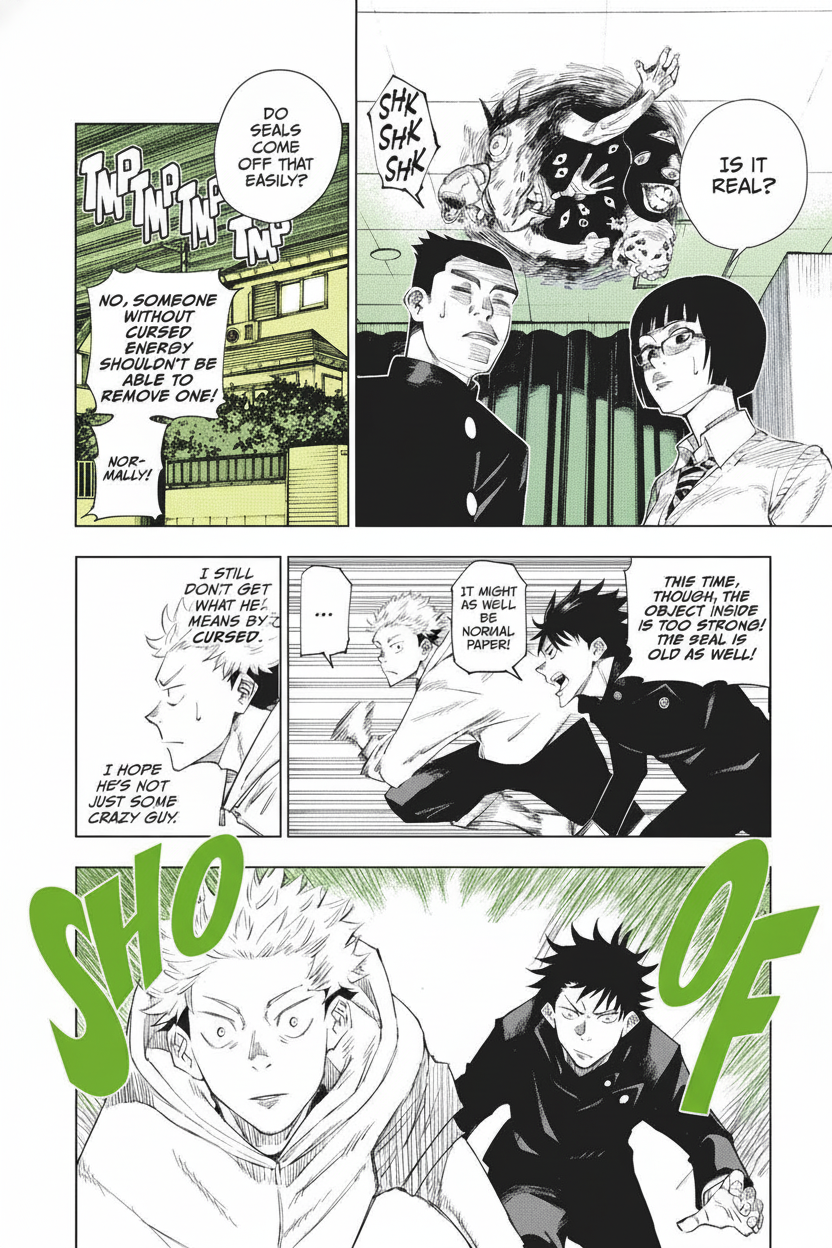 IS IT
REAL?
SHK
SHK
SHK
DO
SEALS
COME
OFF THAT
EASILY?
TMP TMP TMP TMP
NO, SOMEONE
WITHOUT
CURSED
ENERGY
SHOULDN'T BE
ABLE TO
REMOVE ONE!
NOR-
MALLY!
THIS TIME,
THOUGH, THE
OBJECT INSIDE
IS TOO STRONG!
THE SEAL IS
OLD AS WELL!
IT MIGHT
AS WELL
BE
NORMAL
PAPER!
...
I STILL
DON'T GET
WHAT HE
MEANS BY
CURSED.
I HOPE
HE'S NOT
JUST SOME
CRAZY GUY.
SHO OF